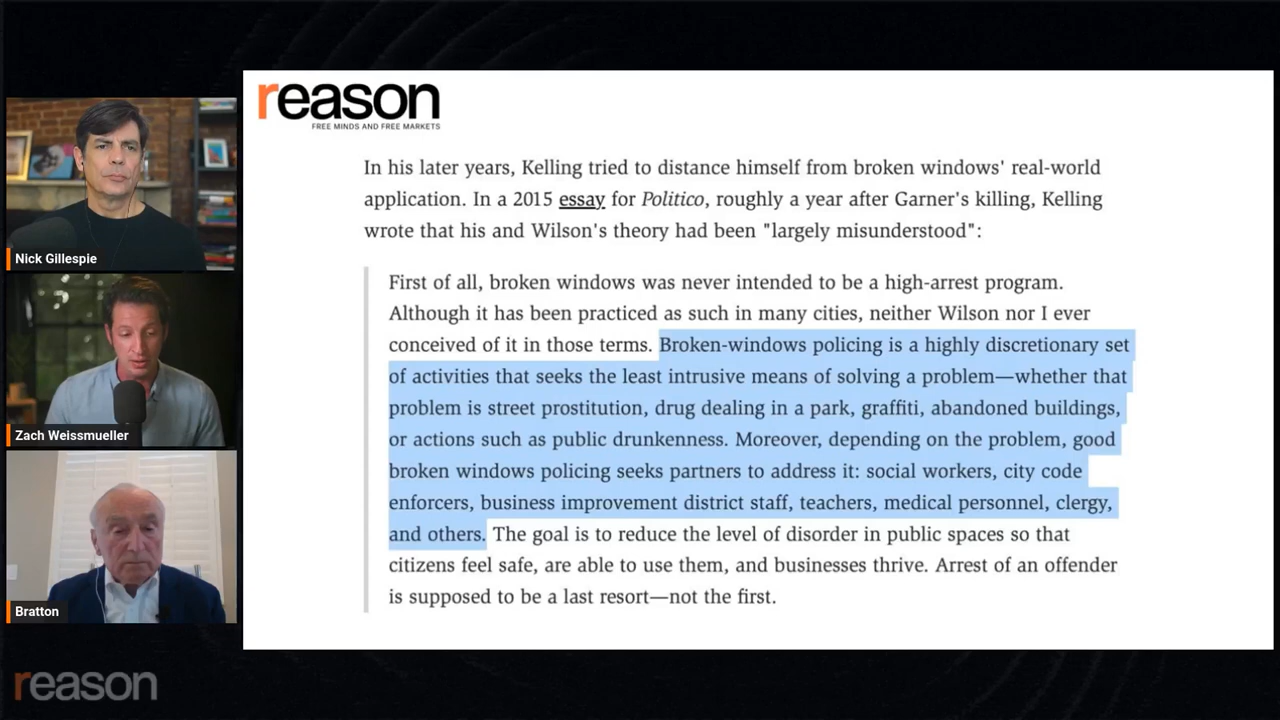 reason
FREE MINDS AND FREE MARKETS
In his later years, Kelling tried to distance himself from broken windows' real-world
application. In a 2015 essay for Politico, roughly a year after Garner's killing, Kelling
wrote that his and Wilson's theory had been "largely misunderstood":
First of all, broken windows was never intended to be a high-arrest program.
Although it has been practiced as such in many cities, neither Wilson nor I ever
conceived of it in those terms. Broken-windows policing is a highly discretionary set
of activities that seeks the least intrusive means of solving a problem—whether that
problem is street prostitution, drug dealing in a park, graffiti, abandoned buildings,
or actions such as public drunkenness. Moreover, depending on the problem, good
broken windows policing seeks partners to address it: social workers, city code
enforcers, business improvement district staff, teachers, medical personnel, clergy,
and others. The goal is to reduce the level of disorder in public spaces so that
citizens feel safe, are able to use them, and businesses thrive. Arrest of an offender
is supposed to be a last resort—not the first.
Nick Gillespie
Zach Weissmueller
Bratton
reason